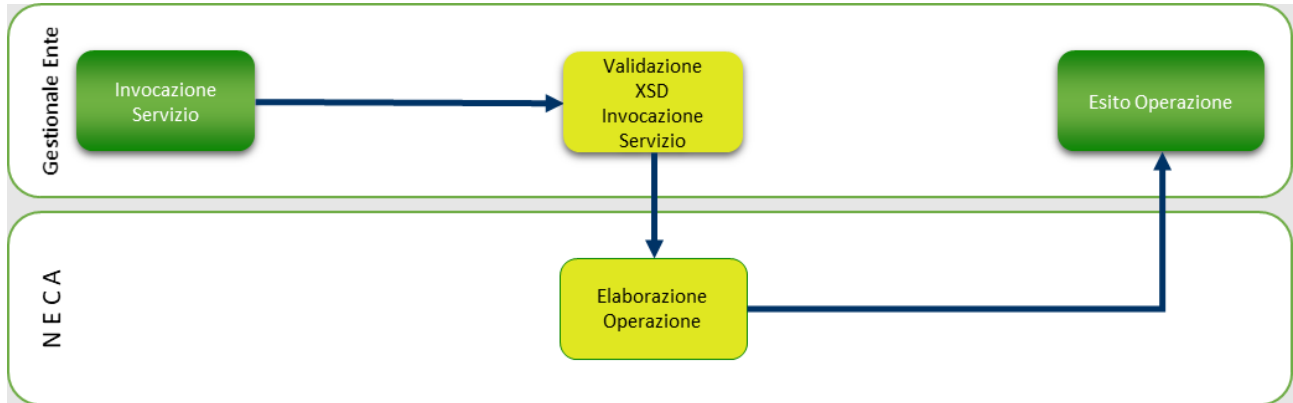 Gestionale Ente
Invocazione
Servizio
Validazione
XSD
Invocazione
Servizio
Esito Operazione
N E C A
Elaborazione
Operazione